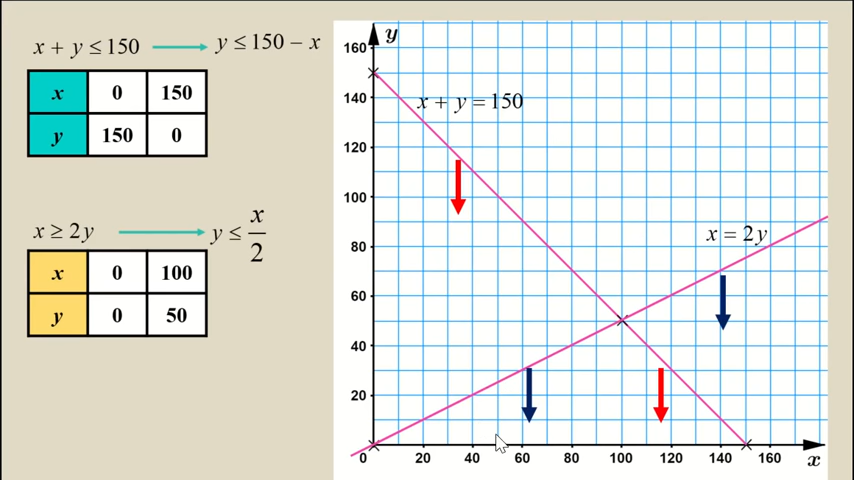 x + y ≤ 150 → y ≤ 150 − x
x 0 150
y 150 0
x ≥ 2y → y ≤ x/2
x 0 100
y 0 50
y
160
140
120
100
80
60
40
20
0 20 40 60 80 100 120 140 160 x
x + y = 150
x = 2y